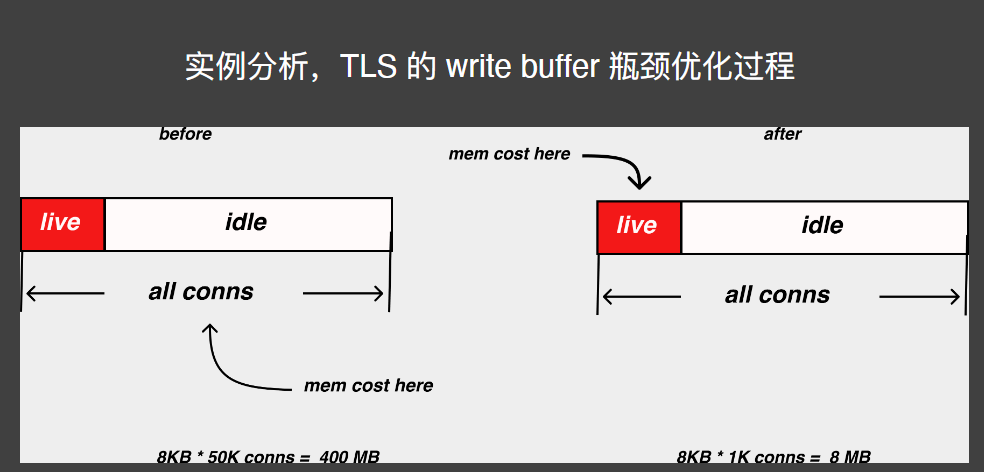 实例分析，TLS 的 write buffer 瓶颈优化过程
before
after
mem cost here
live
idle
live
idle
all conns
all conns
mem cost here
8KB * 50K conns = 400 MB
8KB * 1K conns = 8 MB